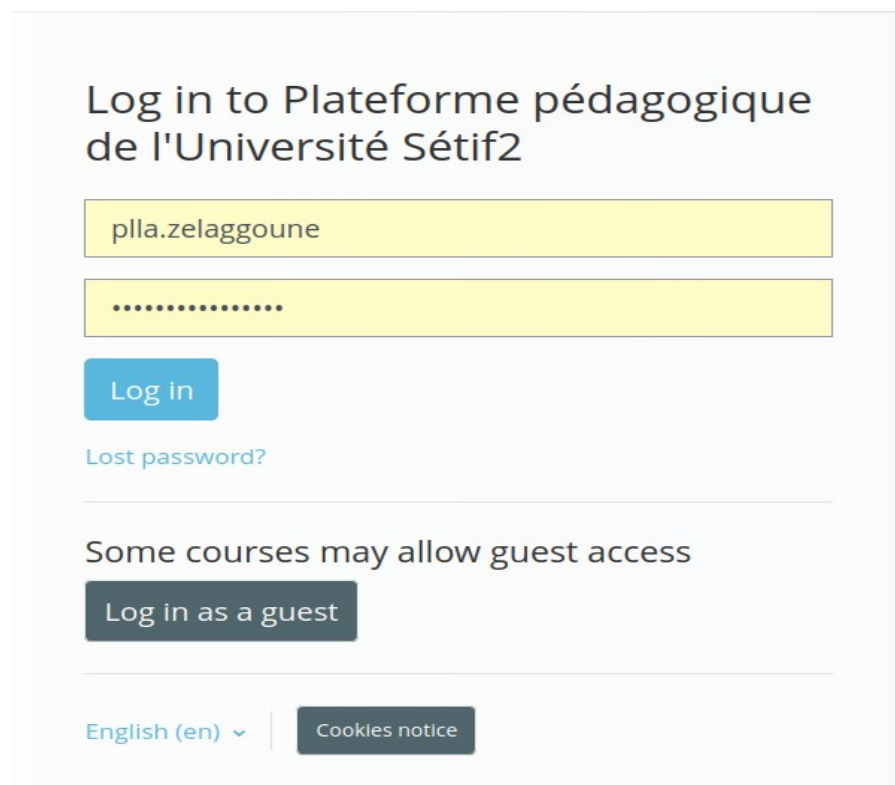 Log in to Plateforme pédagogique
de l'Université Sétif2
plla.zelaggoune
••••••••••••••••
Log in
Lost password?
Some courses may allow guest access
Log in as a guest
English (en)
Cookies notice